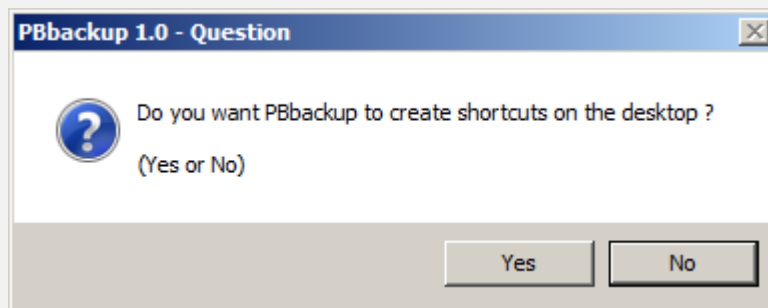 PBbackup 1.0 - Question
Do you want PBbackup to create shortcuts on the desktop ?
(Yes or No)
Yes No